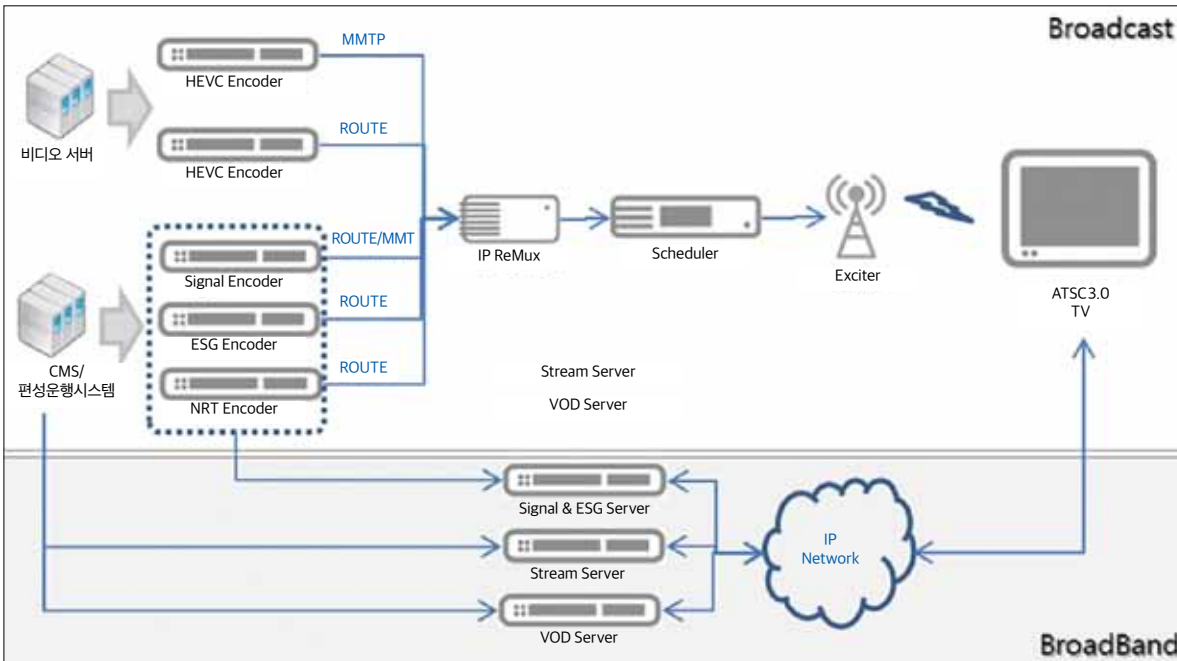 Broadcast
MMTP
HEVC Encoder
비디오 서버
ROUTE
HEVC Encoder
ROUTE/MMT
Signal Encoder
IP ReMux
Scheduler
Exciter
ATSC3.0
TV
ROUTE
ESG Encoder
CMS/
편성운행시스템
ROUTE
NRT Encoder
Stream Server
VOD Server
Signal & ESG Server
Stream Server
VOD Server
IP
Network
BroadBand